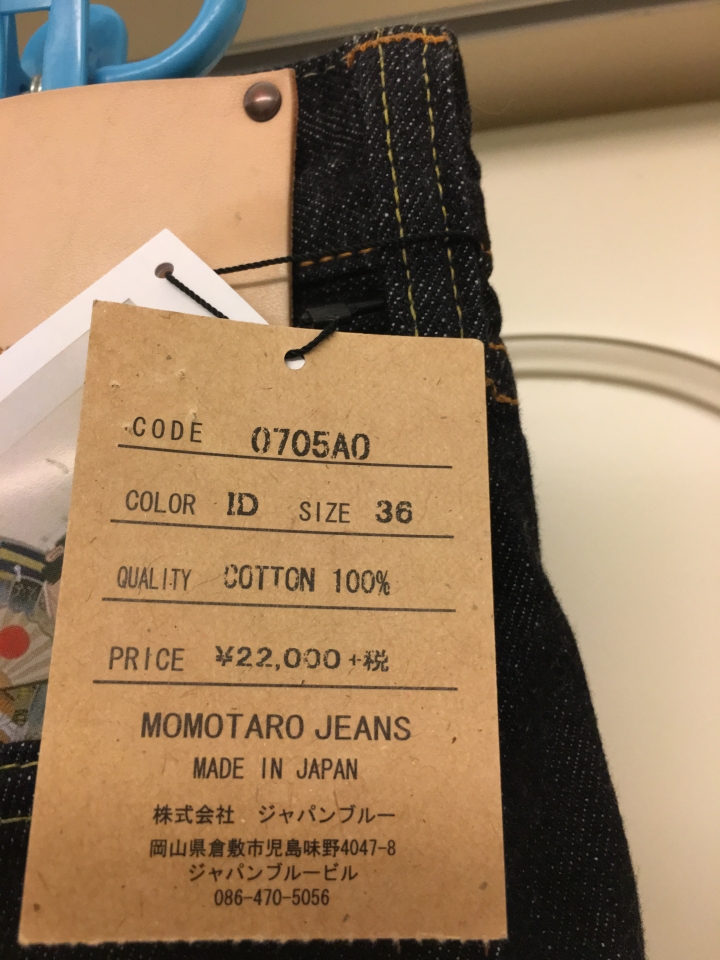 CODE 0705A0
COLOR ID SIZE 36
QUALITY COTTON 100%
PRICE ¥22,000+税
MOMOTARO JEANS
MADE IN JAPAN
株式会社 ジャパンブルー
岡山県倉敷市児島味野4047-8
ジャパンブルービル
086-470-5056